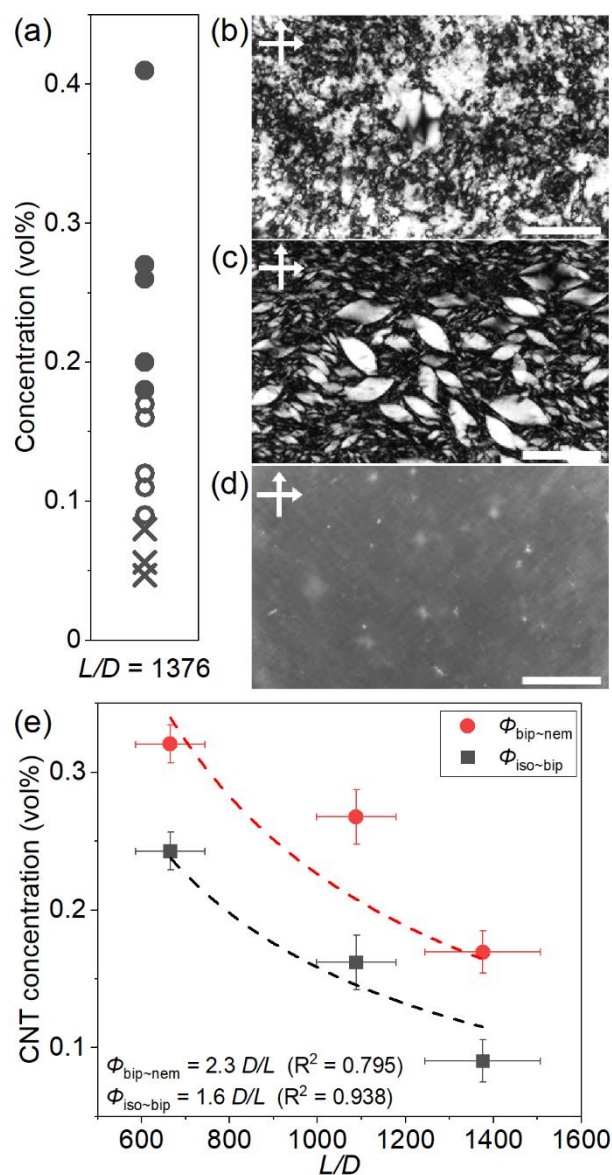 (a)
Concentration (vol%)
0.4
0.3
0.2
0.1
0
L/D = 1376
(b)
(c)
(d)
(e)
CNT concentration (vol%)
0.3
0.2
0.1
Φbip~nem
Φiso~bip
Φbip~nem = 2.3 D/L (R² = 0.795)
Φiso~bip = 1.6 D/L (R² = 0.938)
600 800 1000 1200 1400 1600
L/D